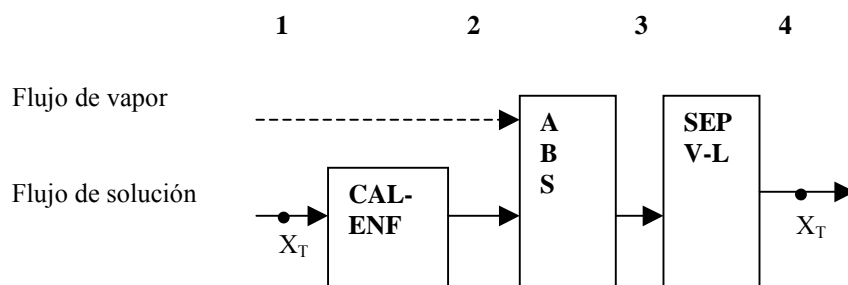 1 2 3 4
Flujo de vapor
A
B
S
SEP
V-L
Flujo de solución
CAL-
ENF
X_T
X_T